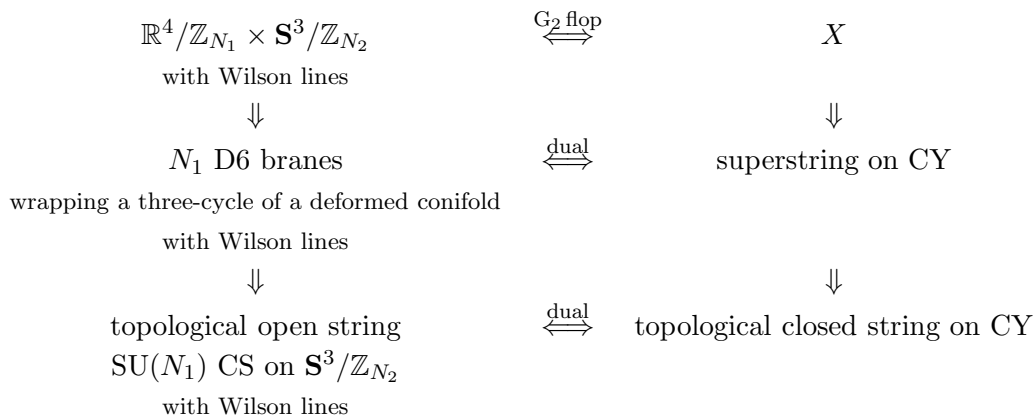 ℝ⁴/ℤ_{N₁} × S³/ℤ_{N₂} G₂ flop ⟺ X
with Wilson lines
⇓ ⇓
N₁ D6 branes dual ⟺ superstring on CY
wrapping a three-cycle of a deformed conifold
with Wilson lines
⇓ ⇓
topological open string dual ⟺ topological closed string on CY
SU(N₁) CS on S³/ℤ_{N₂}
with Wilson lines